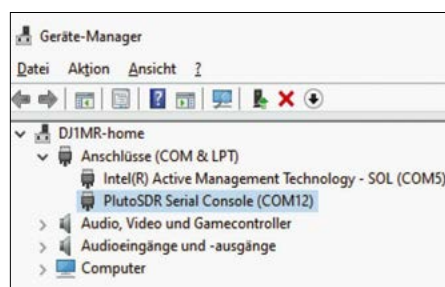 Geräte-Manager
Datei Aktion Ansicht ?
DJ1MR-home
Anschlüsse (COM & LPT)
Intel(R) Active Management Technology - SOL (COM5)
PlutoSDR Serial Console (COM12)
Audio, Video und Gamecontroller
Audioeingänge und -ausgänge
Computer